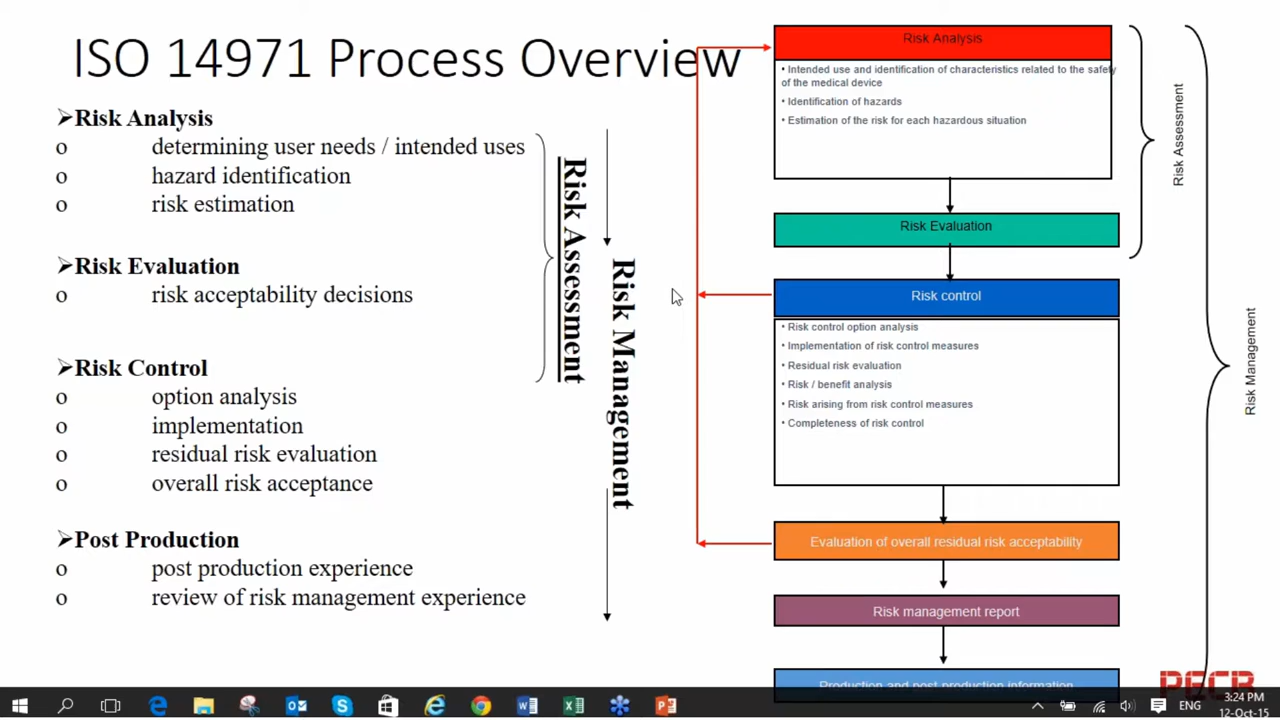 ISO 14971 Process Overview
➢Risk Analysis
o determining user needs / intended uses
o hazard identification
o risk estimation
➢Risk Evaluation
o risk acceptability decisions
➢Risk Control
o option analysis
o implementation
o residual risk evaluation
o overall risk acceptance
➢Post Production
o post production experience
o review of risk management experience
Risk Assessment
Risk Management
Risk Analysis
• Intended use and identification of characteristics related to the safety
of the medical device
• Identification of hazards
• Estimation of the risk for each hazardous situation
Risk Evaluation
Risk control
• Risk control option analysis
• Implementation of risk control measures
• Residual risk evaluation
• Risk / benefit analysis
• Risk arising from risk control measures
• Completeness of risk control
Evaluation of overall residual risk acceptability
Risk management report
Production and post production information
Risk Assessment
Risk Management
PECB
ENG
3:24 PM
12-Oct-15